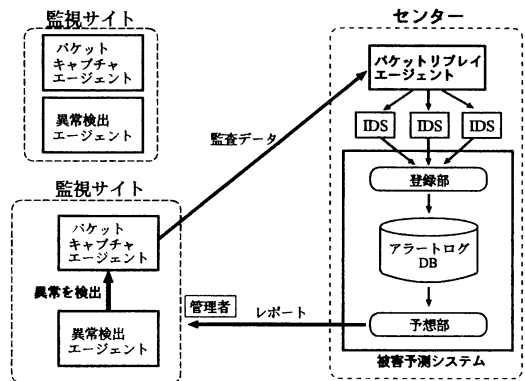 監視サイト
パケット
キャプチャ
エージェント
異常検出
エージェント
監視サイト
パケット
キャプチャ
エージェント
異常を検出
異常検出
エージェント
監査データ
管理者
レポート
センター
パケットリプレイ
エージェント
IDS
IDS
IDS
登録部
アラートログ
DB
予想部
被害予測システム